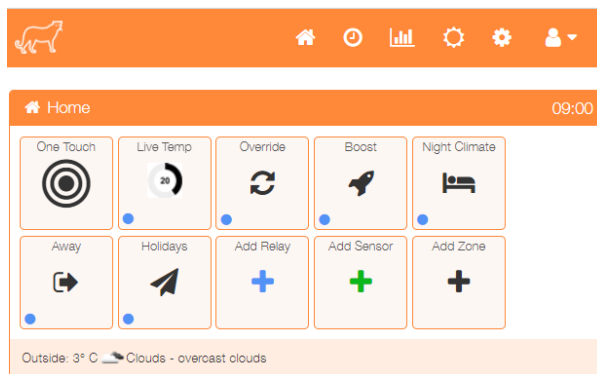 Home 09:00
One Touch Live Temp Override Boost Night Climate
20
Away Holidays Add Relay Add Sensor Add Zone
Outside: 3° C Clouds - overcast clouds